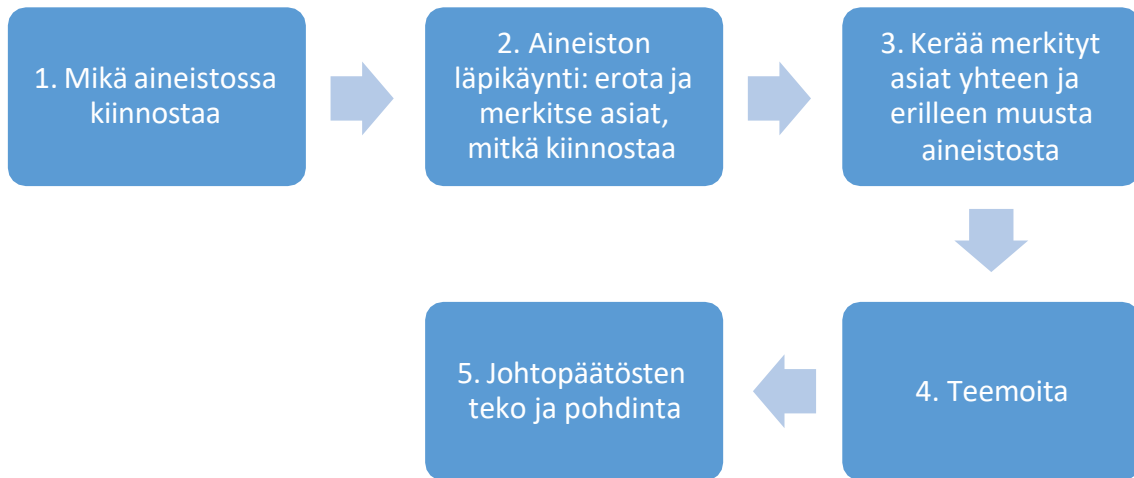 1. Mikä aineistossa
kiinnostaa
2. Aineiston
läpikäynti: erota ja
merkitse asiat,
mitkä kiinnostaa
3. Kerää merkityt
asiat yhteen ja
erilleen muusta
aineistosta
4. Teemoita
5. Johtopäätösten
teko ja pohdinta